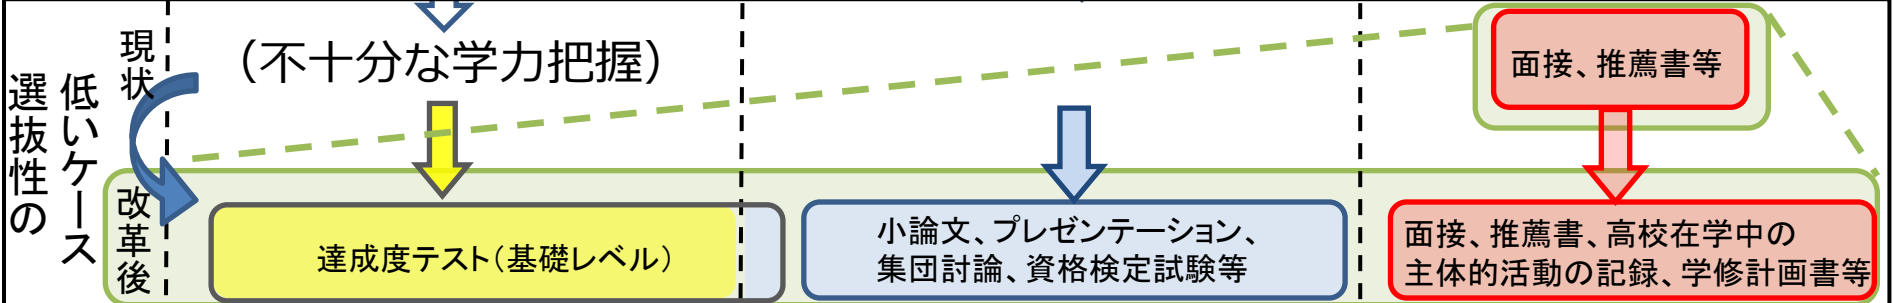 選抜性の
低いケース
現状
（不十分な学力把握）
面接、推薦書等
改革後
達成度テスト（基礎レベル）
小論文、プレゼンテーション、
集団討論、資格検定試験等
面接、推薦書、高校在学中の
主体的活動の記録、学修計画書等